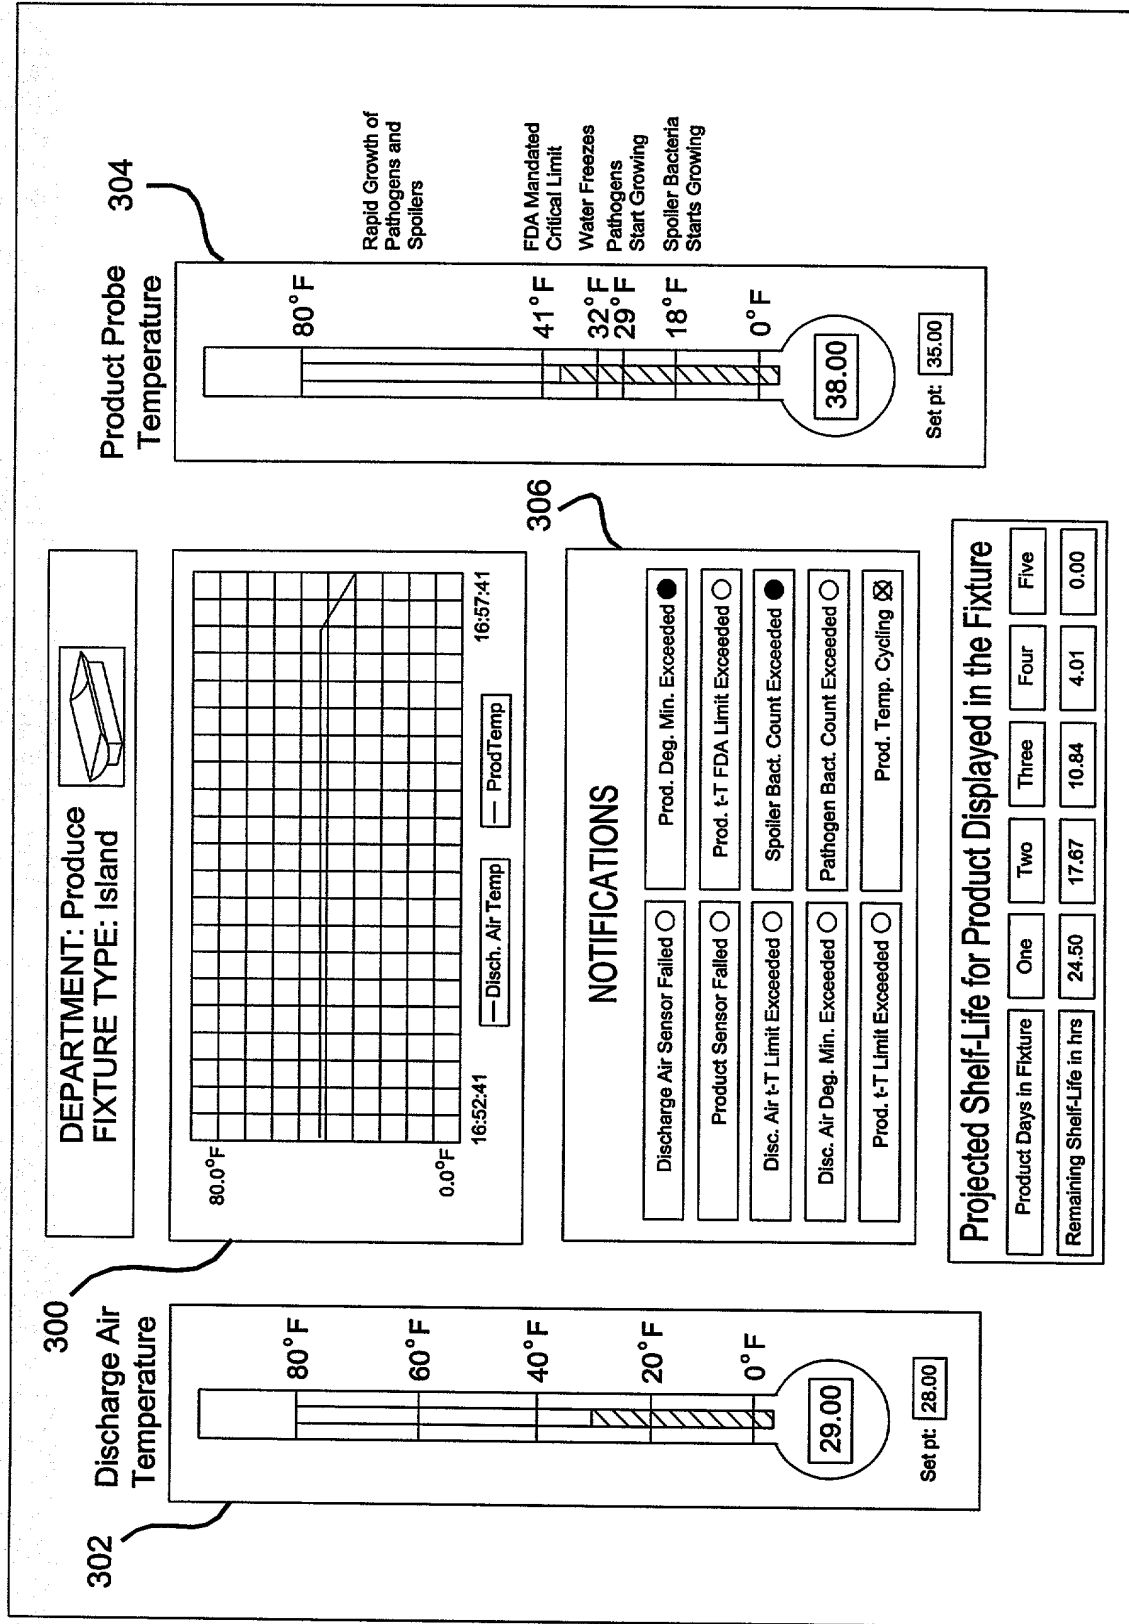 302
Discharge Air
Temperature
80°F
60°F
40°F
20°F
0°F
29.00
Set pt: 28.00
300
DEPARTMENT: Produce
FIXTURE TYPE: Island
80.0°F
0.0°F
16:52:41
16:57:41
Disch. Air Temp
ProdTemp
306
NOTIFICATIONS
Discharge Air Sensor Failed
Prod. Deg. Min. Exceeded
Product Sensor Failed
Prod. t-T FDA Limit Exceeded
Disc. Air t-T Limit Exceeded
Spoiler Bact. Count Exceeded
Disc. Air Deg. Min. Exceeded
Pathogen Bact. Count Exceeded
Prod. t-T Limit Exceeded
Prod. Temp. Cycling
Projected Shelf-Life for Product Displayed in the Fixture
Product Days in Fixture One Two Three Four Five
Remaining Shelf-Life in hrs 24.50 17.67 10.84 4.01 0.00
304
Product Probe
Temperature
80°F
41°F
32°F
29°F
18°F
0°F
38.00
Set pt: 35.00
Rapid Growth of
Pathogens and
Spoilers
FDA Mandated
Critical Limit
Water Freezes
Pathogens
Start Growing
Spoiler Bacteria
Starts Growing